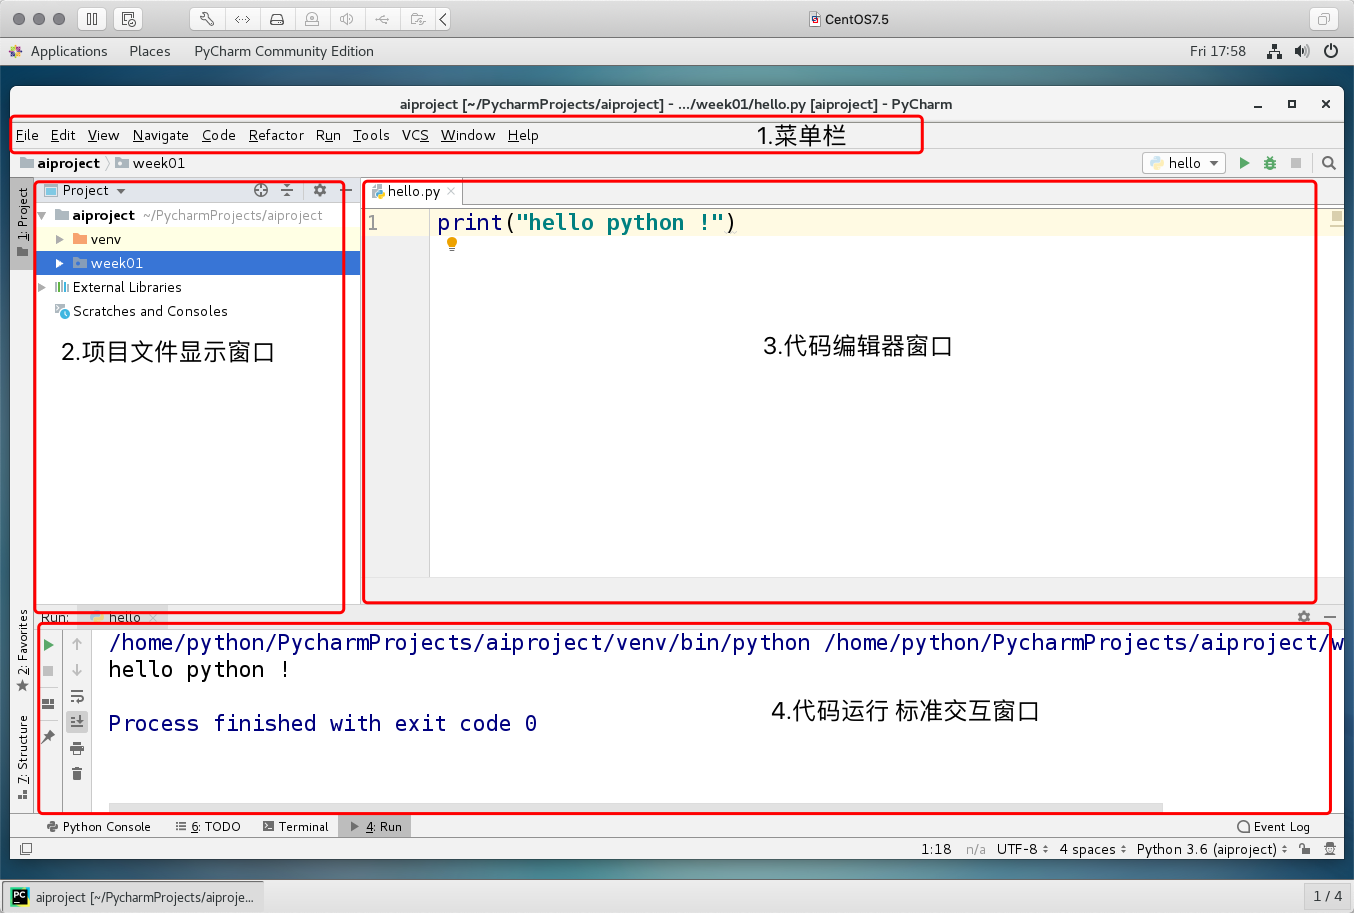 CentOS7.5
Applications Places PyCharm Community Edition Fri 17:58
aiproject [~/PycharmProjects/aiproject] - .../week01/hello.py [aiproject] - PyCharm
File Edit View Navigate Code Refactor Run Tools VCS Window Help 1.菜单栏
aiproject week01 hello
1: Project
Project hello.py
aiproject ~/PycharmProjects/aiproject
1 print("hello python !")
venv
week01
External Libraries
Scratches and Consoles
2.项目文件显示窗口
3.代码编辑器窗口
2: Favorites
7: Structure
Run: hello
/home/python/PycharmProjects/aiproject/venv/bin/python /home/python/PycharmProjects/aiproject/w
hello python !
Process finished with exit code 0
4.代码运行 标准交互窗口
Python Console 6: TODO Terminal 4: Run Event Log
1:18 n/a UTF-8 4 spaces Python 3.6 (aiproject)
PC aiproject [~/PycharmProjects/aiproje... 1 / 4